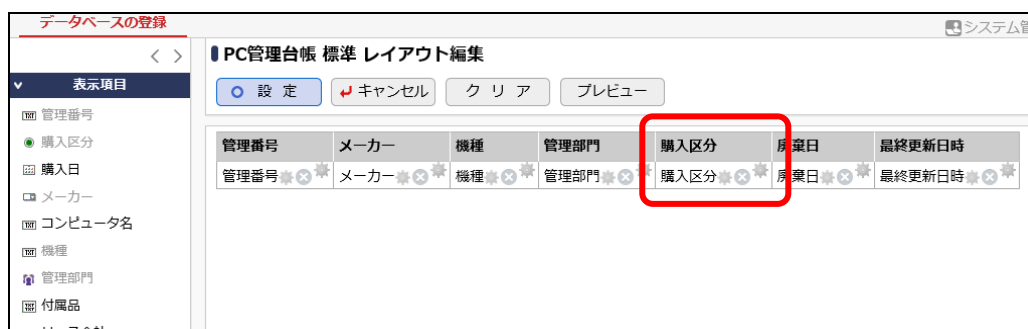 データベースの登録
システム管
表示項目
管理番号
購入区分
購入日
メーカー
コンピュータ名
機種
管理部門
付属品
PC管理台帳 標準 レイアウト編集
設 定 キャンセル ク リ ア プレビュー
管理番号 メーカー 機種 管理部門 購入区分 廃棄日 最終更新日時
管理番号 メーカー 機種 管理部門 購入区分 廃棄日 最終更新日時